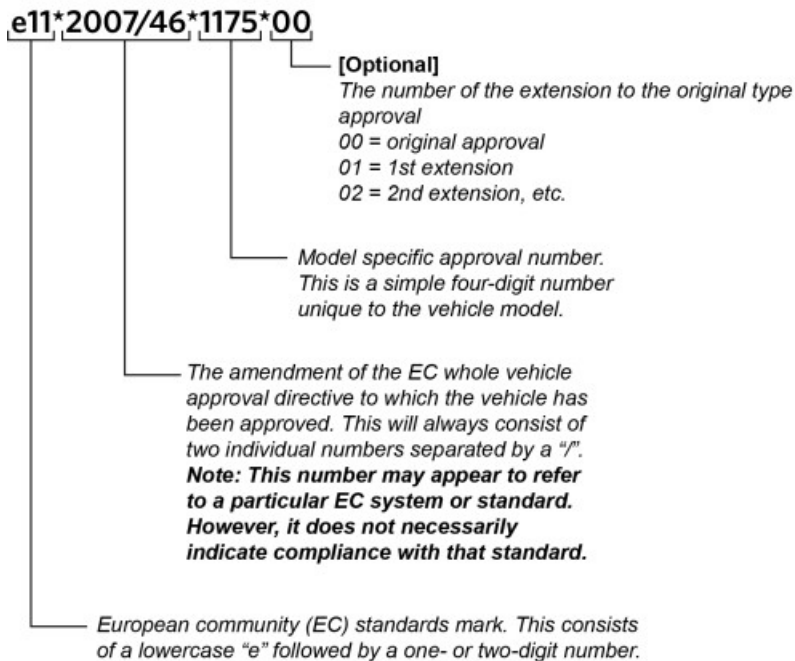 e11*2007/46*1175*00
[Optional]
The number of the extension to the original type
approval
00 = original approval
01 = 1st extension
02 = 2nd extension, etc.
Model specific approval number.
This is a simple four-digit number
unique to the vehicle model.
The amendment of the EC whole vehicle
approval directive to which the vehicle has
been approved. This will always consist of
two individual numbers separated by a “/”.
Note: This number may appear to refer
to a particular EC system or standard.
However, it does not necessarily
indicate compliance with that standard.
European community (EC) standards mark. This consists
of a lowercase “e” followed by a one- or two-digit number.